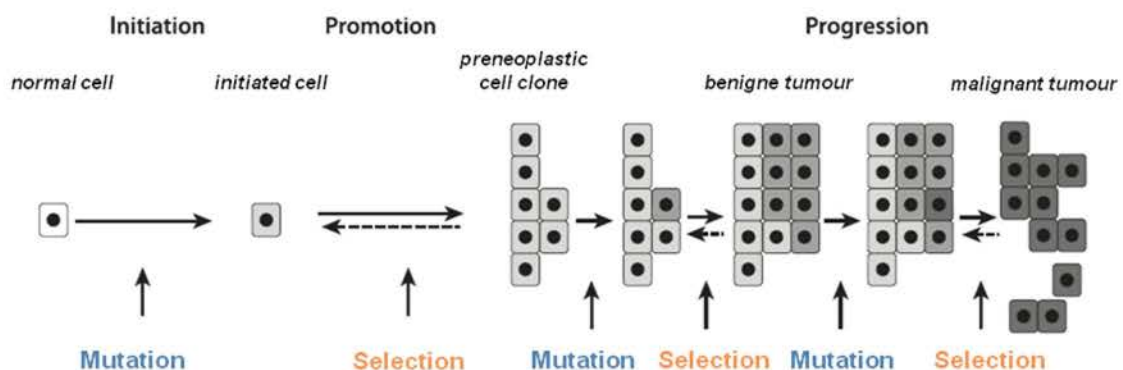 Initiation Promotion Progression
normal cell initiated cell preneoplastic cell clone benigne tumour malignant tumour
Mutation Selection Mutation Selection Mutation Selection